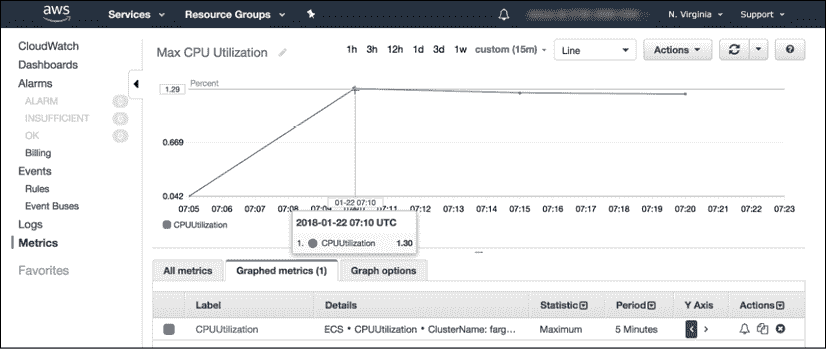 aws Services Resource Groups N. Virginia Support
CloudWatch
Dashboards
Alarms
ALARM 0
INSUFFICIENT 0
OK 0
Billing
Events
Rules
Event Buses
Logs
Metrics
Favorites
Max CPU Utilization 1h 3h 12h 1d 3d 1w custom (15m) Line Actions
Percent
1.29
0.669
0.042
07:05 07:06 07:07 07:08 07:09 01-22 07:10 07:11 07:12 07:13 07:14 07:15 07:16 07:17 07:18 07:19 07:20 07:21 07:22 07:23
CPUUtilization
2018-01-22 07:10 UTC
1. CPUUtilization 1.30
All metrics Graphed metrics (1) Graph options
Label Details Statistic Period Y Axis Actions
CPUUtilization ECS • CPUUtilization • ClusterName: farg... Maximum 5 Minutes < >